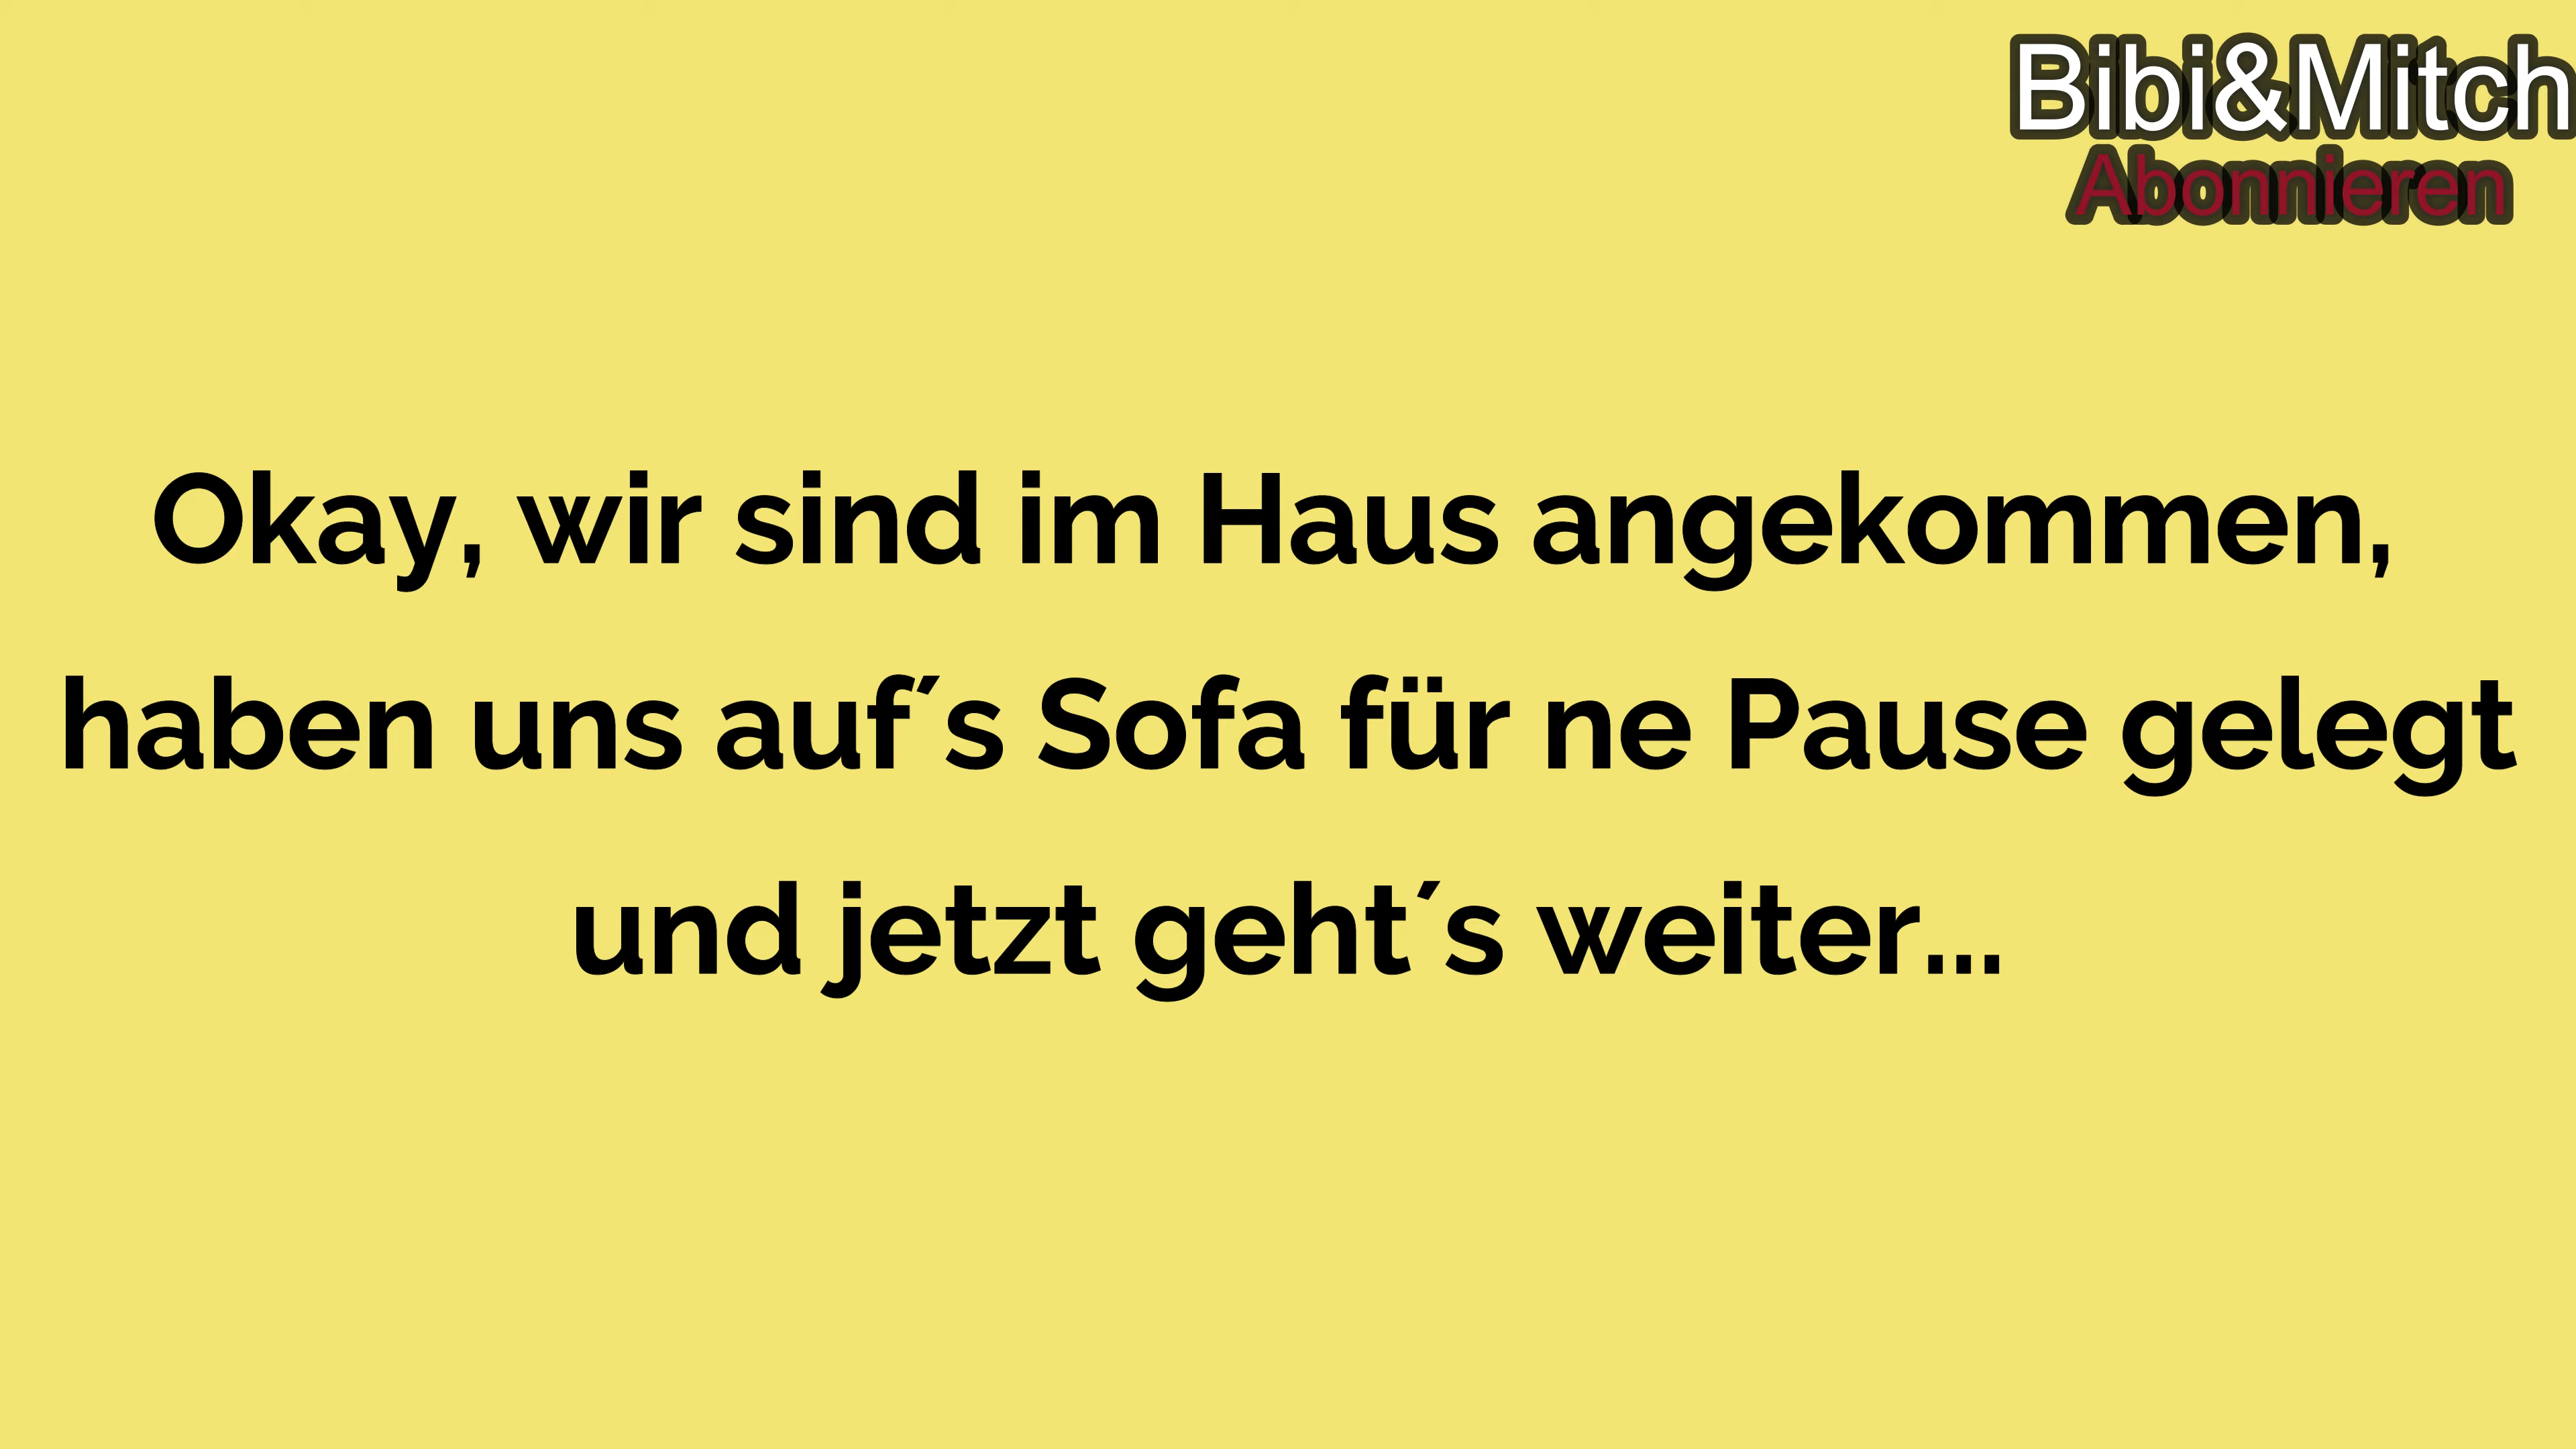 Bibi&Mitch
Abonnieren
Okay, wir sind im Haus angekommen,
haben uns auf´s Sofa für ne Pause gelegt
und jetzt geht´s weiter...